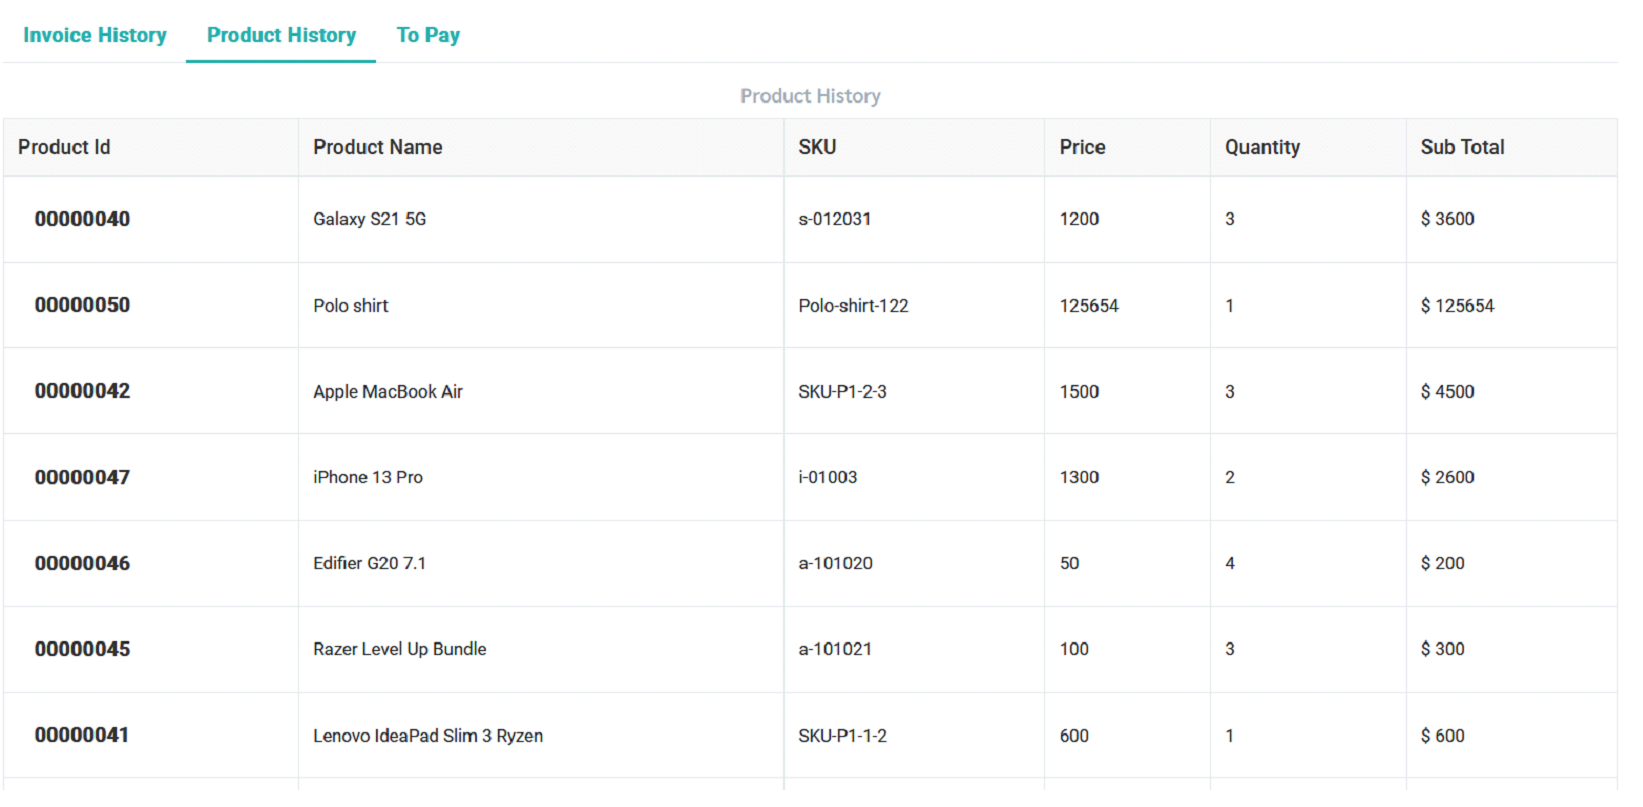 Invoice History Product History To Pay
Product History
Product Id Product Name SKU Price Quantity Sub Total
00000040 Galaxy S21 5G s-012031 1200 3 $ 3600
00000050 Polo shirt Polo-shirt-122 125654 1 $ 125654
00000042 Apple MacBook Air SKU-P1-2-3 1500 3 $ 4500
00000047 iPhone 13 Pro i-01003 1300 2 $ 2600
00000046 Edifier G20 7.1 a-101020 50 4 $ 200
00000045 Razer Level Up Bundle a-101021 100 3 $ 300
00000041 Lenovo IdeaPad Slim 3 Ryzen SKU-P1-1-2 600 1 $ 600